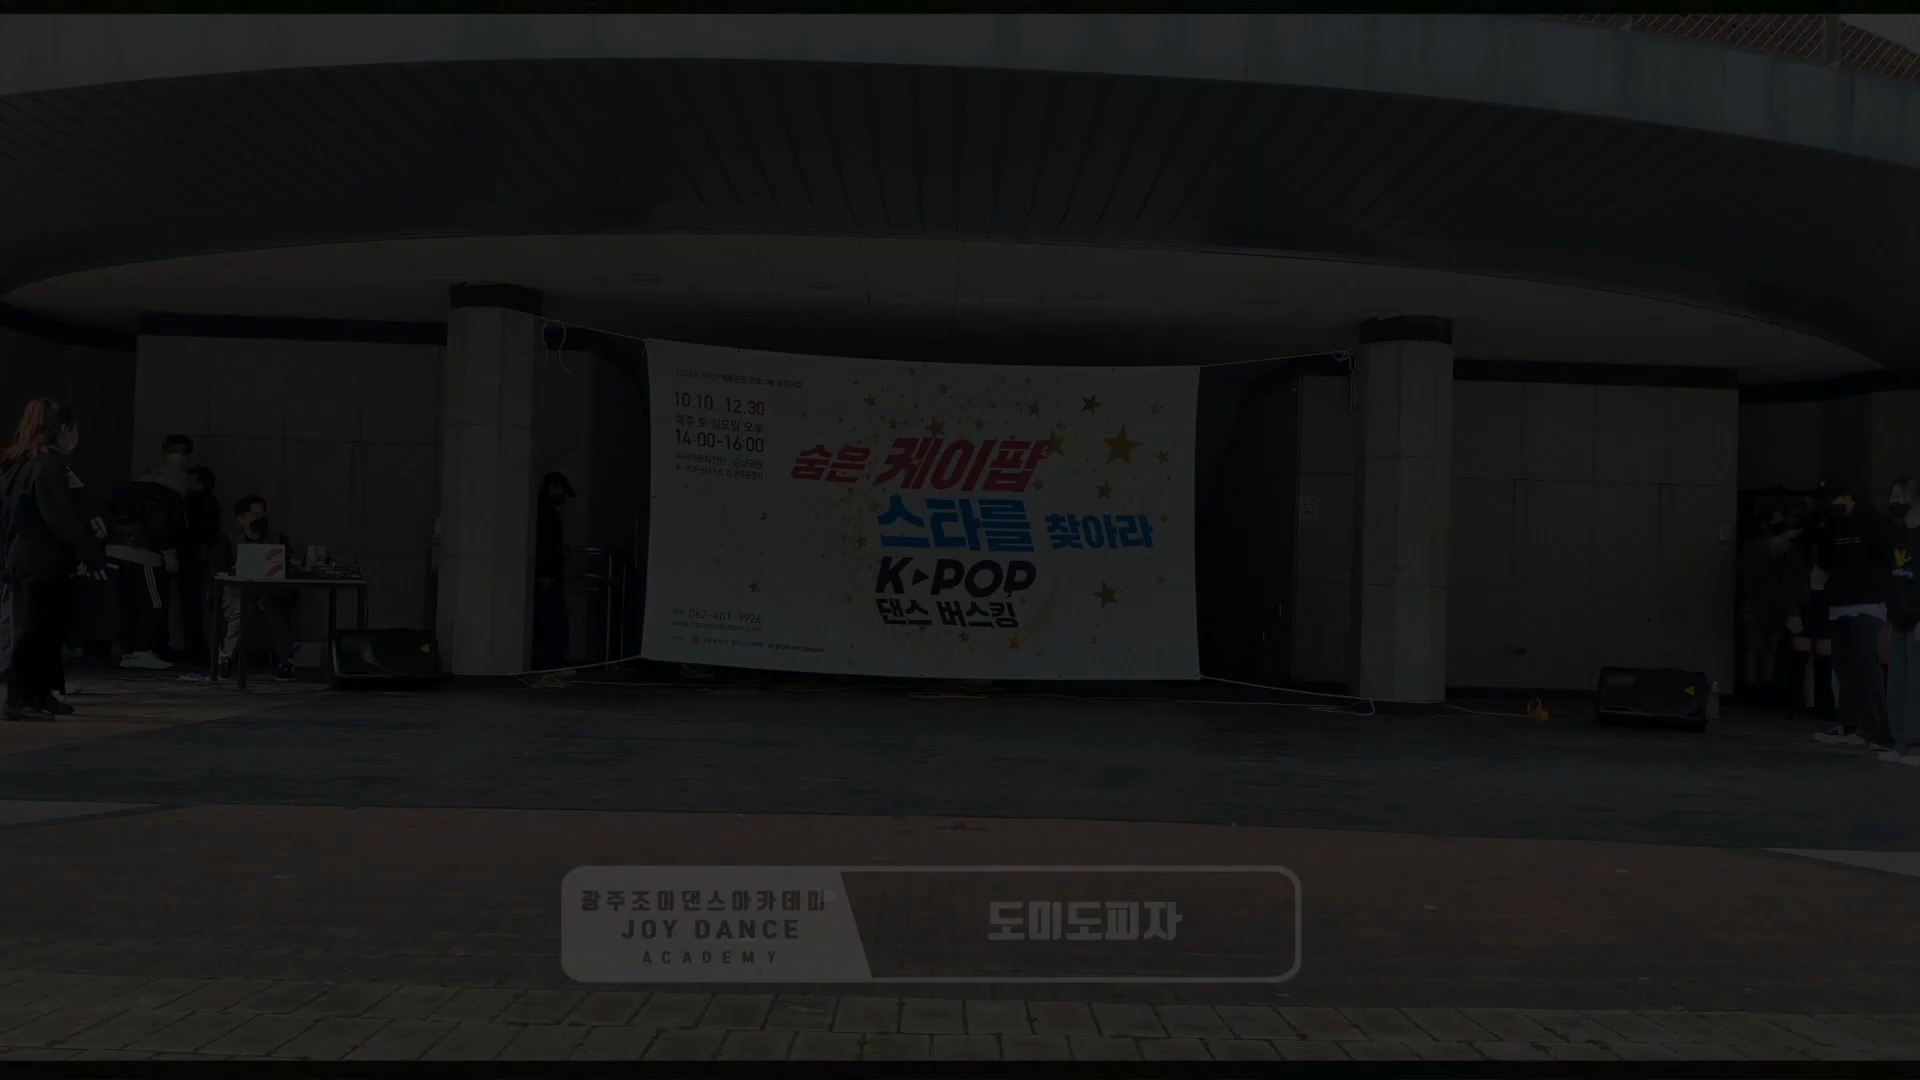 10.10 12.30
매주 토·일요일 오후
14:00-16:00
숨은 케이팝
스타를 찾아라
K▶POP
댄스 버스킹
062-401-9926
광주조이댄스아카데미
JOY DANCE
ACADEMY
도미도피자